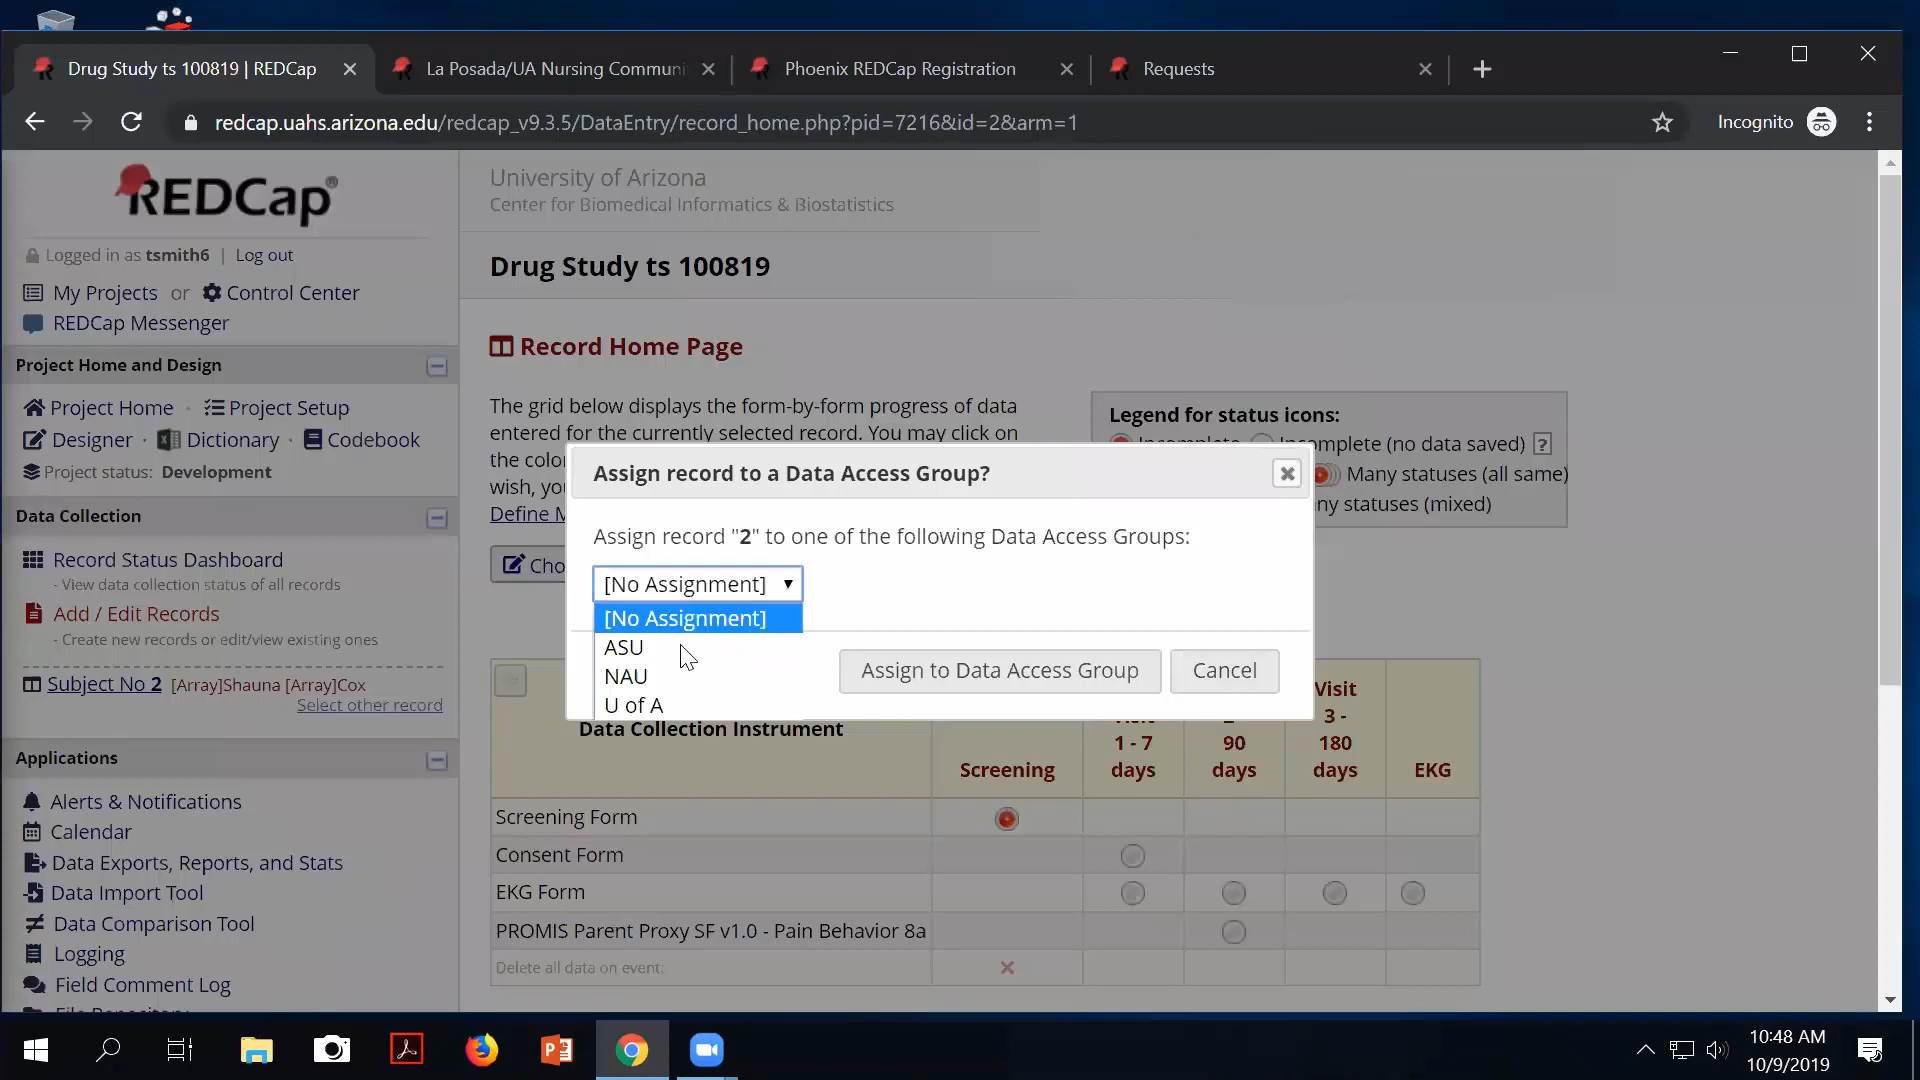 Drug Study ts 100819 | REDCap
La Posada/UA Nursing Communi
Phoenix REDCap Registration
Requests
redcap.uahs.arizona.edu/redcap_v9.3.5/DataEntry/record_home.php?pid=7216&id=2&arm=1
Incognito
REDCap®
Logged in as tsmith6 | Log out
My Projects or Control Center
REDCap Messenger
Project Home and Design
Project Home · Project Setup
Designer · Dictionary · Codebook
Project status: Development
Data Collection
Record Status Dashboard
- View data collection status of all records
Add / Edit Records
- Create new records or edit/view existing ones
Subject No 2 [Array]Shauna [Array]Cox
Select other record
Applications
Alerts & Notifications
Calendar
Data Exports, Reports, and Stats
Data Import Tool
Data Comparison Tool
Logging
Field Comment Log
File Repository
University of Arizona
Center for Biomedical Informatics & Biostatistics
Drug Study ts 100819
Record Home Page
The grid below displays the form-by-form progress of data
entered for the currently selected record. You may click on
the colo
wish, yo
Define M
Cho
Legend for status icons:
Incomplete Incomplete (no data saved) ?
Many statuses (all same)
ny statuses (mixed)
Assign record to a Data Access Group?
Assign record "2" to one of the following Data Access Groups:
[No Assignment]
[No Assignment]
ASU
NAU
U of A
Assign to Data Access Group
Cancel
Data Collection Instrument
Screening
1 - 7
days
90
days
Visit
3 -
180
days
EKG
Screening Form
Consent Form
EKG Form
PROMIS Parent Proxy SF v1.0 - Pain Behavior 8a
Delete all data on event:
10:48 AM
10/9/2019